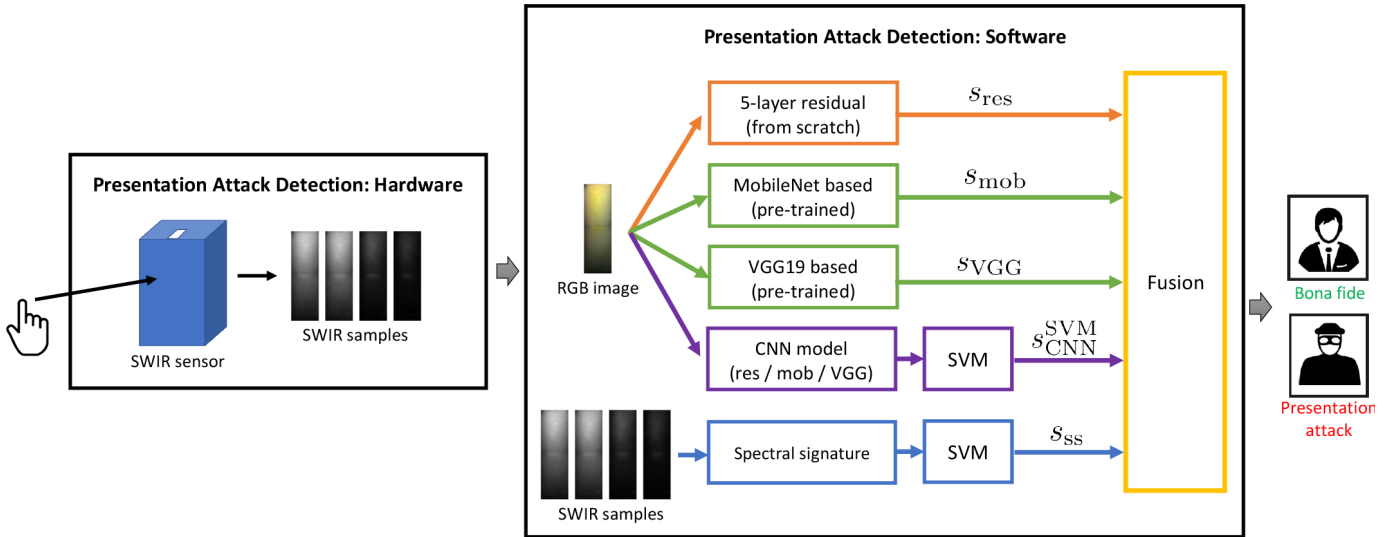 Presentation Attack Detection: Hardware
SWIR sensor
SWIR samples
Presentation Attack Detection: Software
RGB image
5-layer residual
(from scratch)
s_res
MobileNet based
(pre-trained)
s_mob
VGG19 based
(pre-trained)
s_VGG
CNN model
(res / mob / VGG)
SVM
s_CNN^SVM
SWIR samples
Spectral signature
SVM
s_ss
Fusion
Bona fide
Presentation
attack